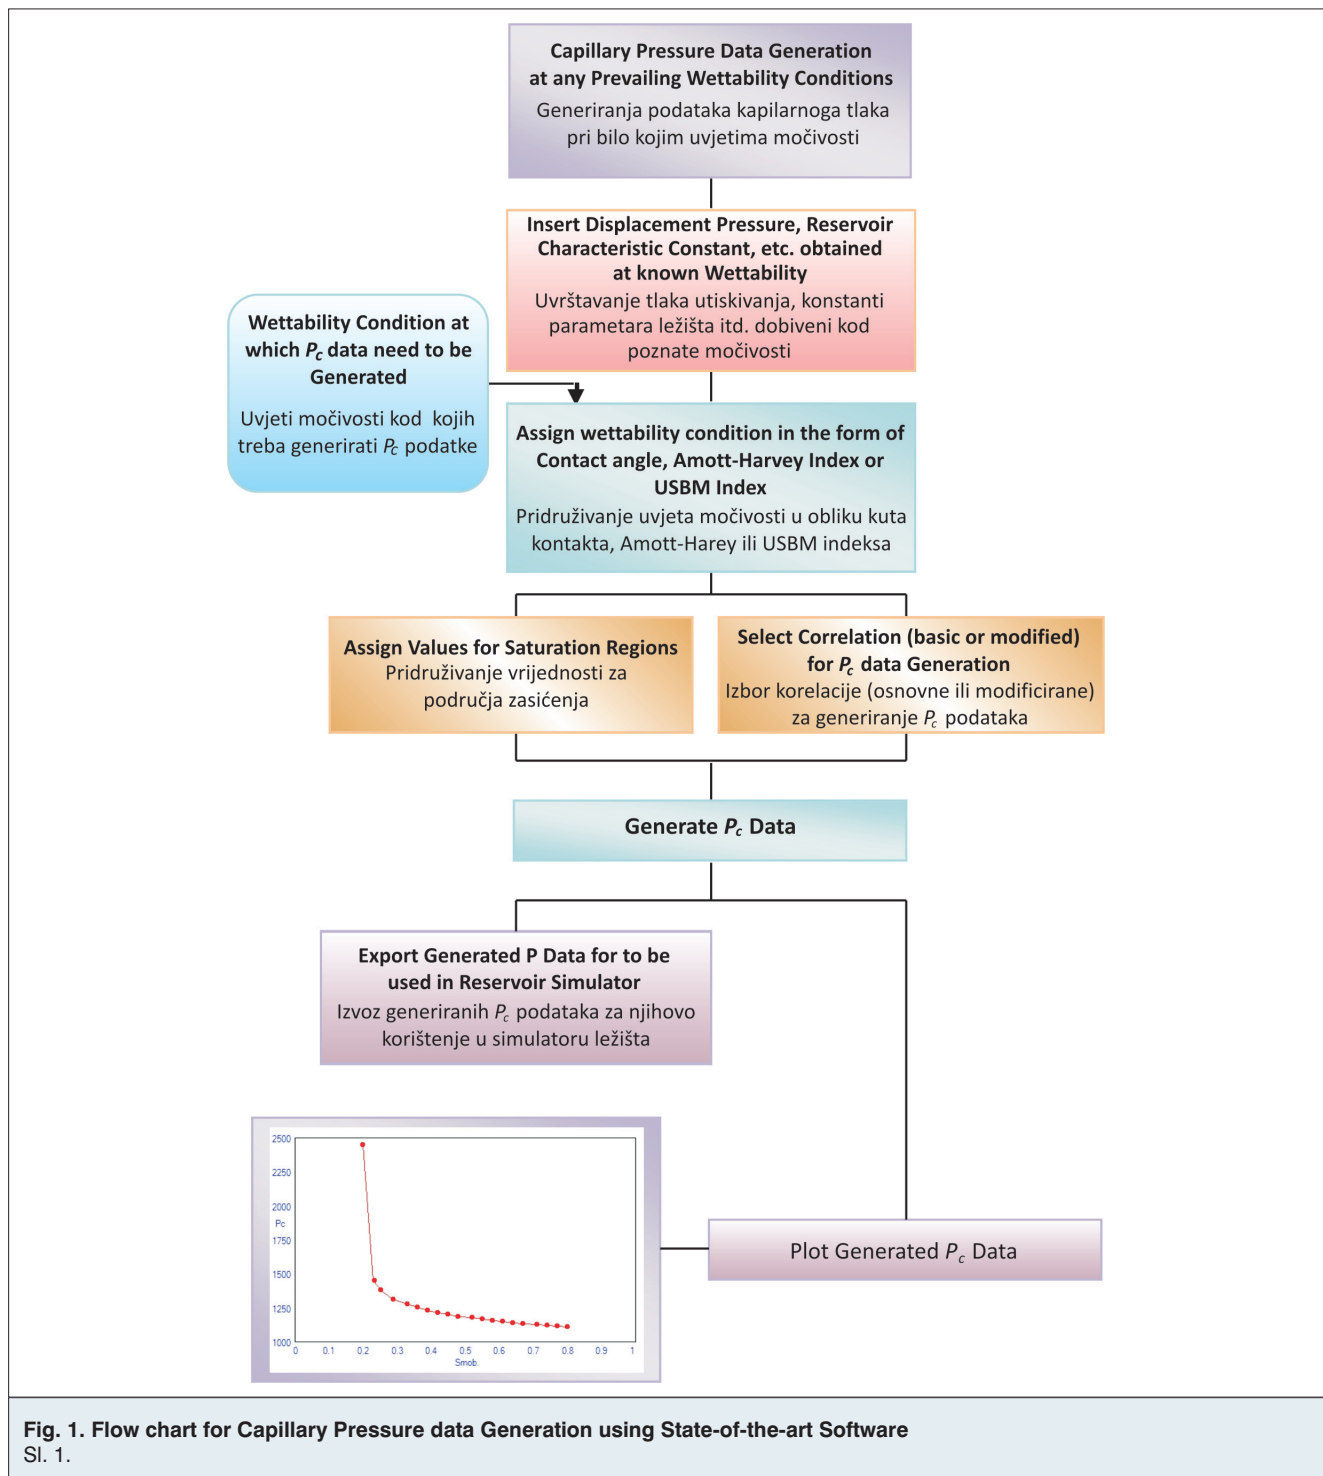 Capillary Pressure Data Generation
at any Prevailing Wettability Conditions
Generiranja podataka kapilarnoga tlaka
pri bilo kojim uvjetima močivosti
Insert Displacement Pressure, Reservoir
Characteristic Constant, etc. obtained
at known Wettability
Uvrštavanje tlaka utiskivanja, konstanti
parametara ležišta itd. dobiveni kod
poznate močivosti
Wettability Condition at
which Pc data need to be
Generated
Uvjeti močivosti kod kojih
treba generirati Pc podatke
Assign wettability condition in the form of
Contact angle, Amott-Harvey Index or
USBM Index
Pridruživanje uvjeta močivosti u obliku kuta
kontakta, Amott-Harey ili USBM indeksa
Assign Values for Saturation Regions
Pridruživanje vrijednosti za
područja zasićenja
Select Correlation (basic or modified)
for Pc data Generation
Izbor korelacije (osnovne ili modificirane)
za generiranje Pc podataka
Generate Pc Data
Export Generated P Data for to be
used in Reservoir Simulator
Izvoz generiranih Pc podataka za njihovo
korištenje u simulatoru ležišta
2500
2250
2000
Pc
1750
1500
1250
1000
0 0.1 0.2 0.3 0.4 0.5 0.6 0.7 0.8 0.9 1
Smob.
Plot Generated Pc Data
Fig. 1. Flow chart for Capillary Pressure data Generation using State-of-the-art Software
Sl. 1.